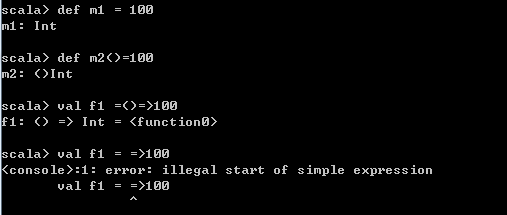 scala> def m1 = 100
m1: Int
scala> def m2()=100
m2: ()Int
scala> val f1 =()=>100
f1: () => Int = <function0>
scala> val f1 = =>100
<console>:1: error: illegal start of simple expression
       val f1 = =>100
                ^